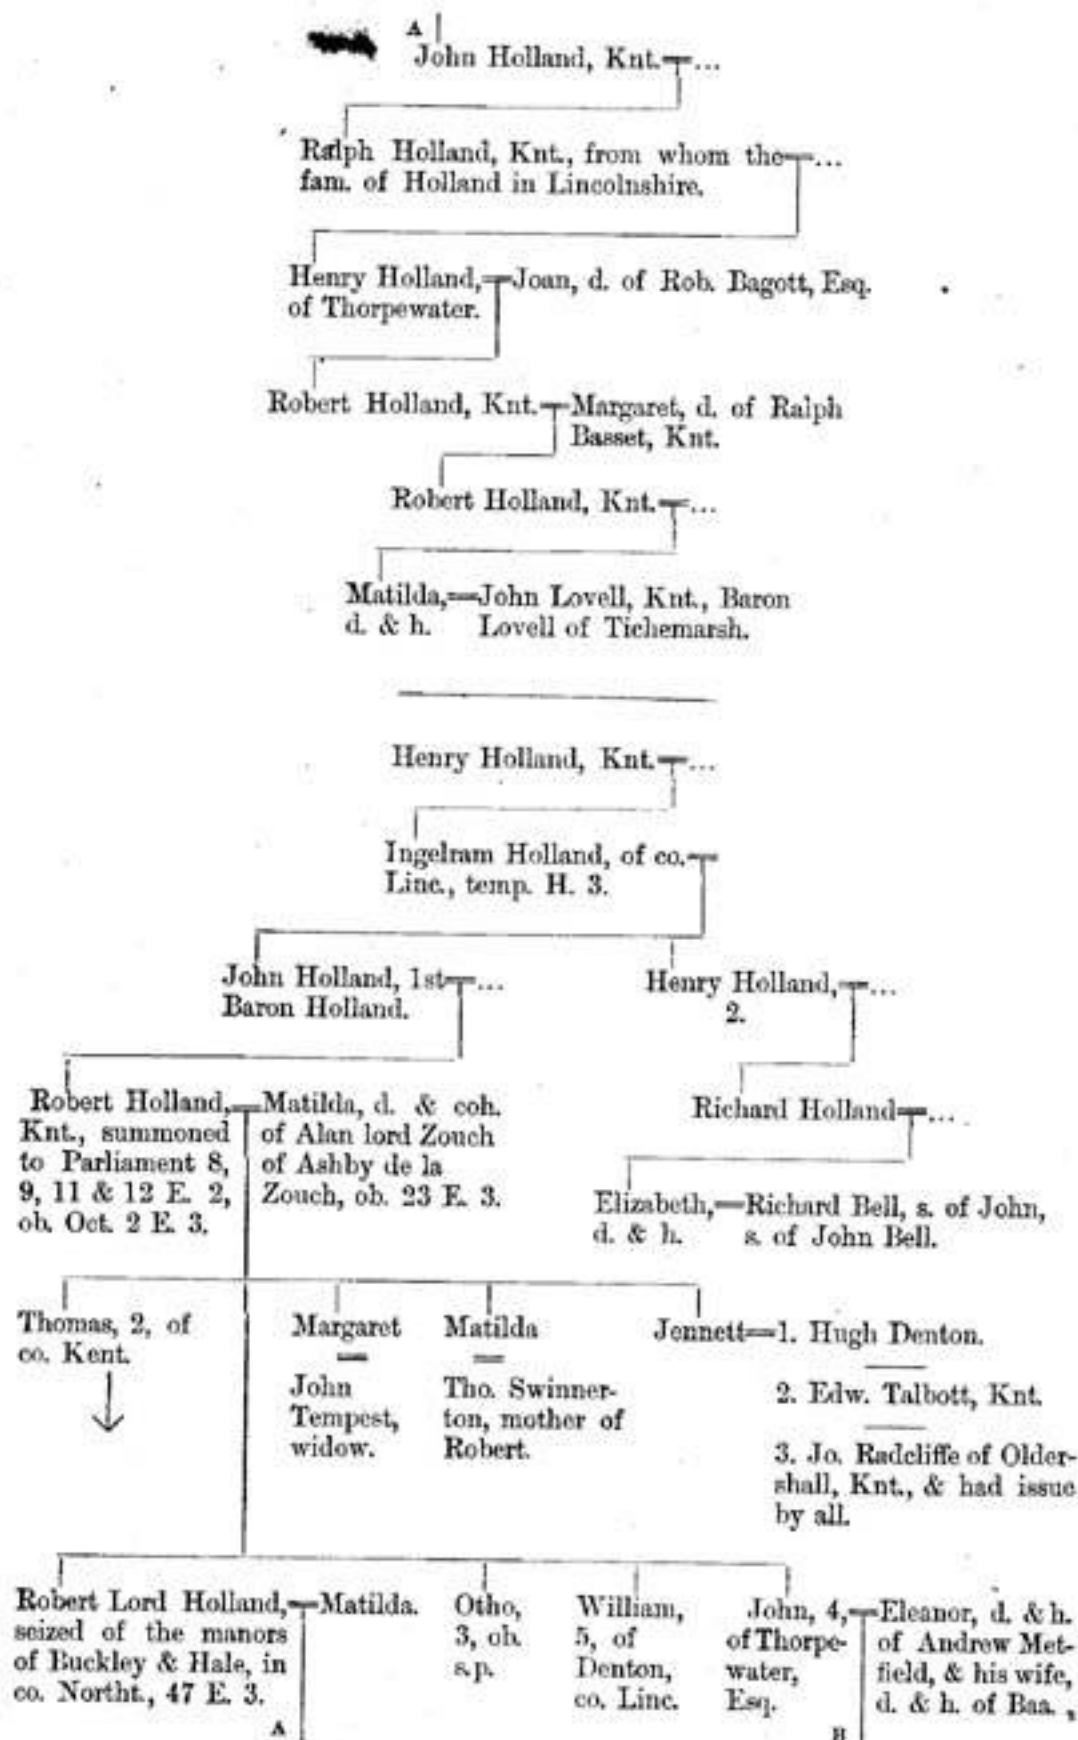 A
John Holland, Knt. ...
Ralph Holland, Knt., from whom the ...
fam. of Holland in Lincolnshire.
Henry Holland, Joan, d. of Rob. Bagott, Esq.
of Thorpewater.
Robert Holland, Knt. Margaret, d. of Ralph
Basset, Knt.
Robert Holland, Knt. ...
Matilda, John Lovell, Knt., Baron
d. & h. Lovell of Tichemarsh.
Henry Holland, Knt. ...
Ingelram Holland, of co.
Linc., temp. H. 3.
John Holland, 1st ...
Baron Holland.
Henry Holland, ...
2.
Robert Holland,
Knt., summoned
to Parliament 8,
9, 11 & 12 E. 2,
ob. Oct. 2 E. 3.
Matilda, d. & coh.
of Alan lord Zouch
of Ashby de la
Zouch, ob. 23 E. 3.
Richard Holland ...
Elizabeth, Richard Bell, s. of John,
d. & h. s. of John Bell.
Thomas, 2, of
co. Kent.
Margaret
John
Tempest,
widow.
Matilda
Tho. Swinner-
ton, mother of
Robert.
Jennett 1. Hugh Denton.
2. Edw. Talbott, Knt.
3. Jo. Radcliffe of Older-
shall, Knt., & had issue
by all.
Robert Lord Holland,
seized of the manors
of Buckley & Hale, in
co. Northt., 47 E. 3.
Matilda.
A
Otho,
3, ob.
s.p.
William,
5, of
Denton,
co. Linc.
John, 4,
of Thorpe-
water,
Esq.
Eleanor, d. & h.
of Andrew Met-
field, & his wife,
d. & h. of Baa. ,
B